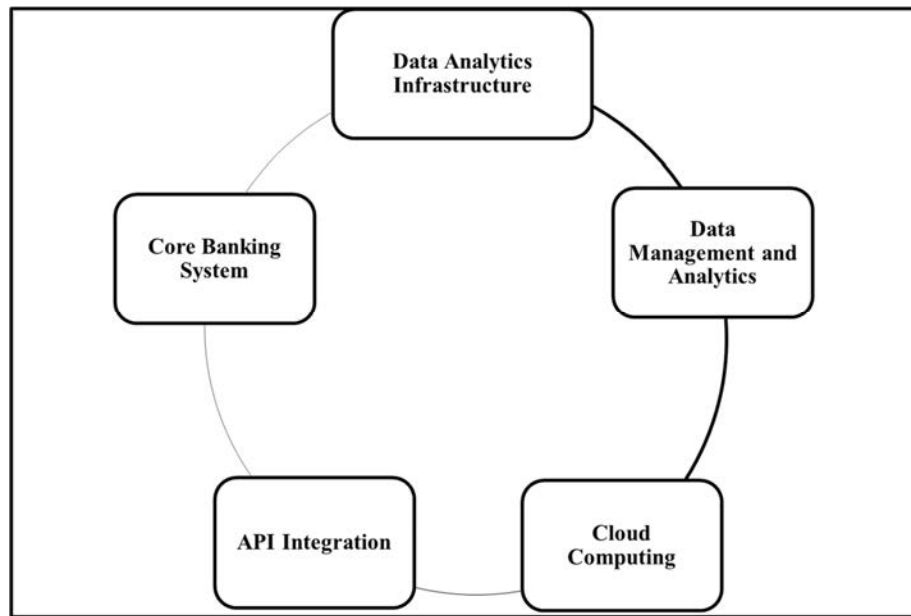 Data Analytics
Infrastructure
Data
Management and
Analytics
Cloud
Computing
API Integration
Core Banking
System